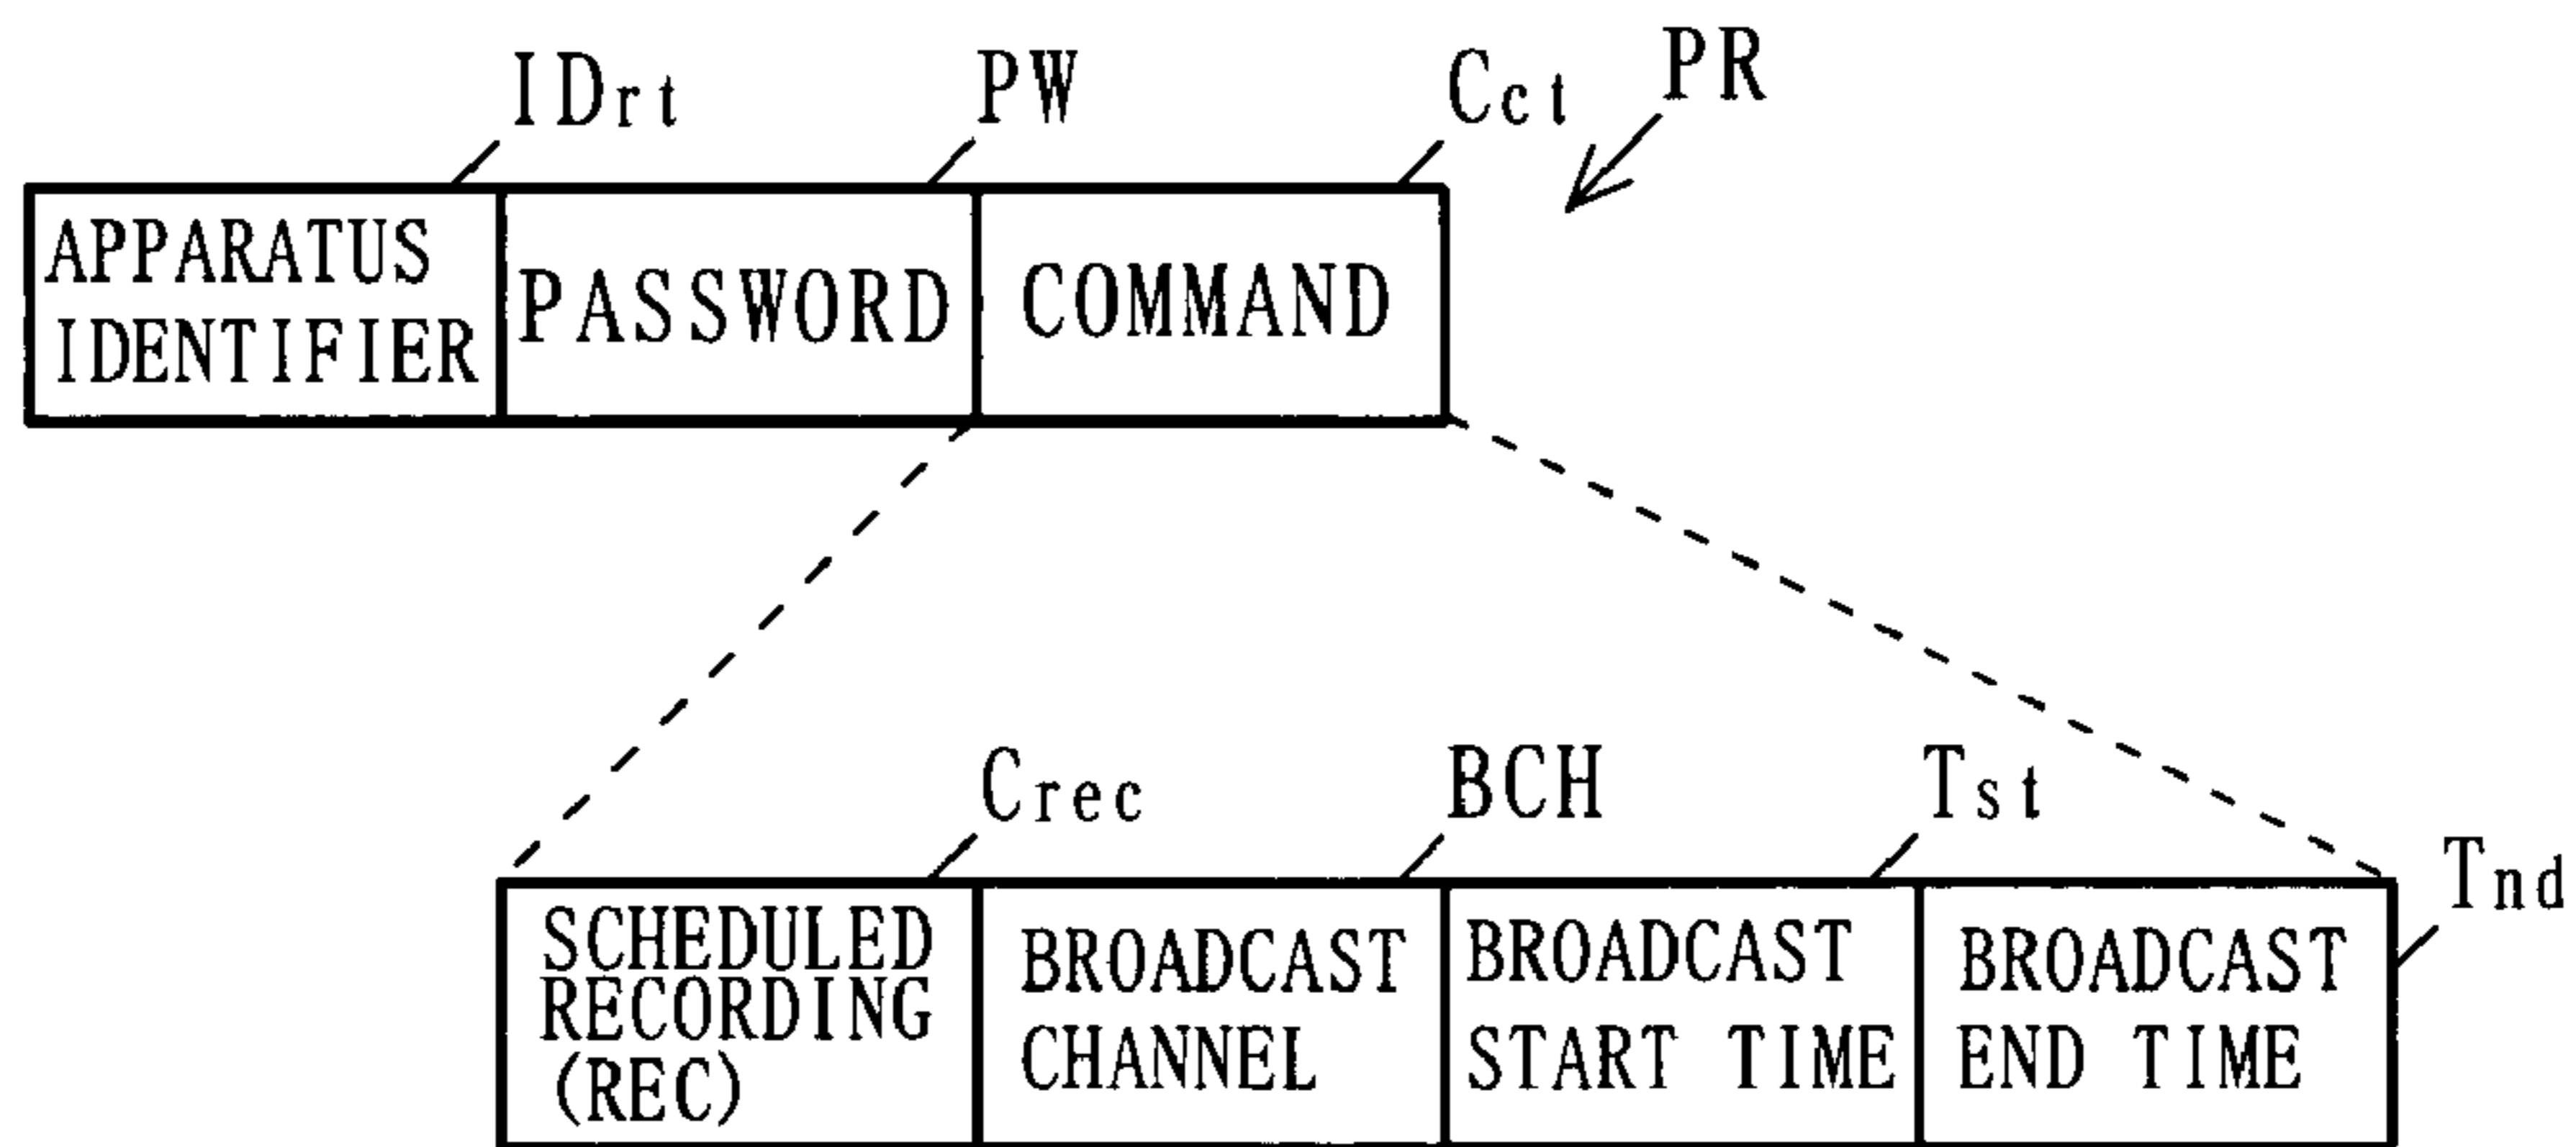 IDrt PW Cct PR
APPARATUS
IDENTIFIER
PASSWORD
COMMAND
Crec BCH Tst Tnd
SCHEDULED
RECORDING
(REC)
BROADCAST
CHANNEL
BROADCAST
START TIME
BROADCAST
END TIME